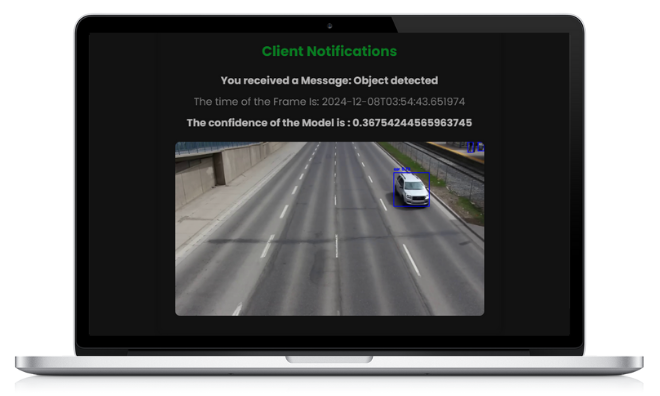 Client Notifications
You received a Message: Object detected
The time of the Frame Is: 2024-12-08T03:54:43.651974
The confidence of the Model is : 0.36754244565963745